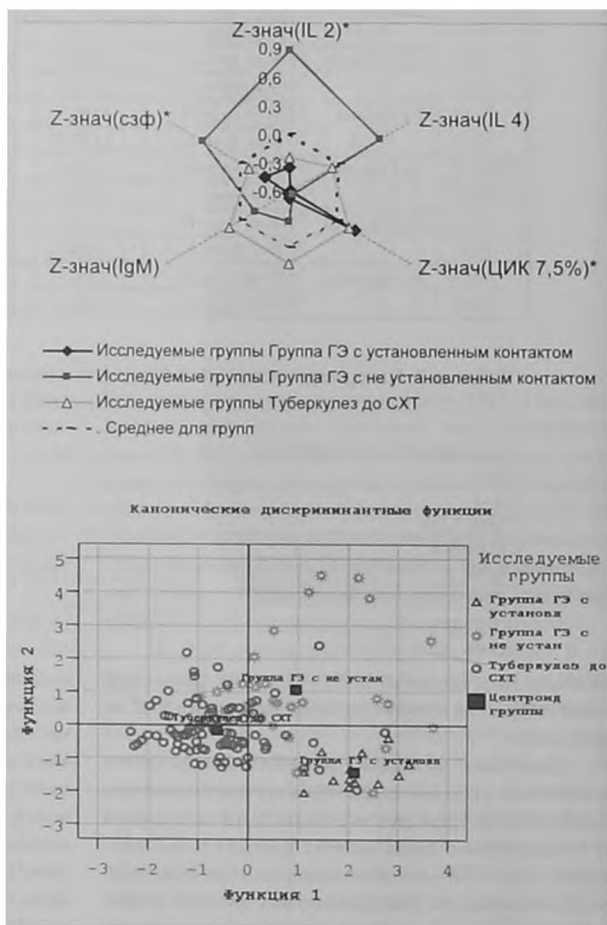 Z-знач(IL 2)*
0,9
0,6
Z-знач(сзф)*
0,3
Z-знач(IL 4)
0,0
-0,3
-0,6
Z-знач(IgM)
Z-знач(ЦИК 7,5%)*
Исследуемые группы Группа ГЭ с установленным контактом
Исследуемые группы Группа ГЭ с не установленным контактом
Исследуемые группы Туберкулез до СХТ
Среднее для групп
Канонические дискрининантные функции
Исследуемые
группы
Группа ГЭ с
установл
Группа ГЭ с
не устан
Туберкулез до
СХТ
Центроид
группы
5
4
3
2
1
0
-1
-2
-3
Функция 2
Группа ГЭ с не устан
Туберкулез до СХТ
Группа ГЭ с установл
-3 -2 -1 0 1 2 3 4
Функция 1